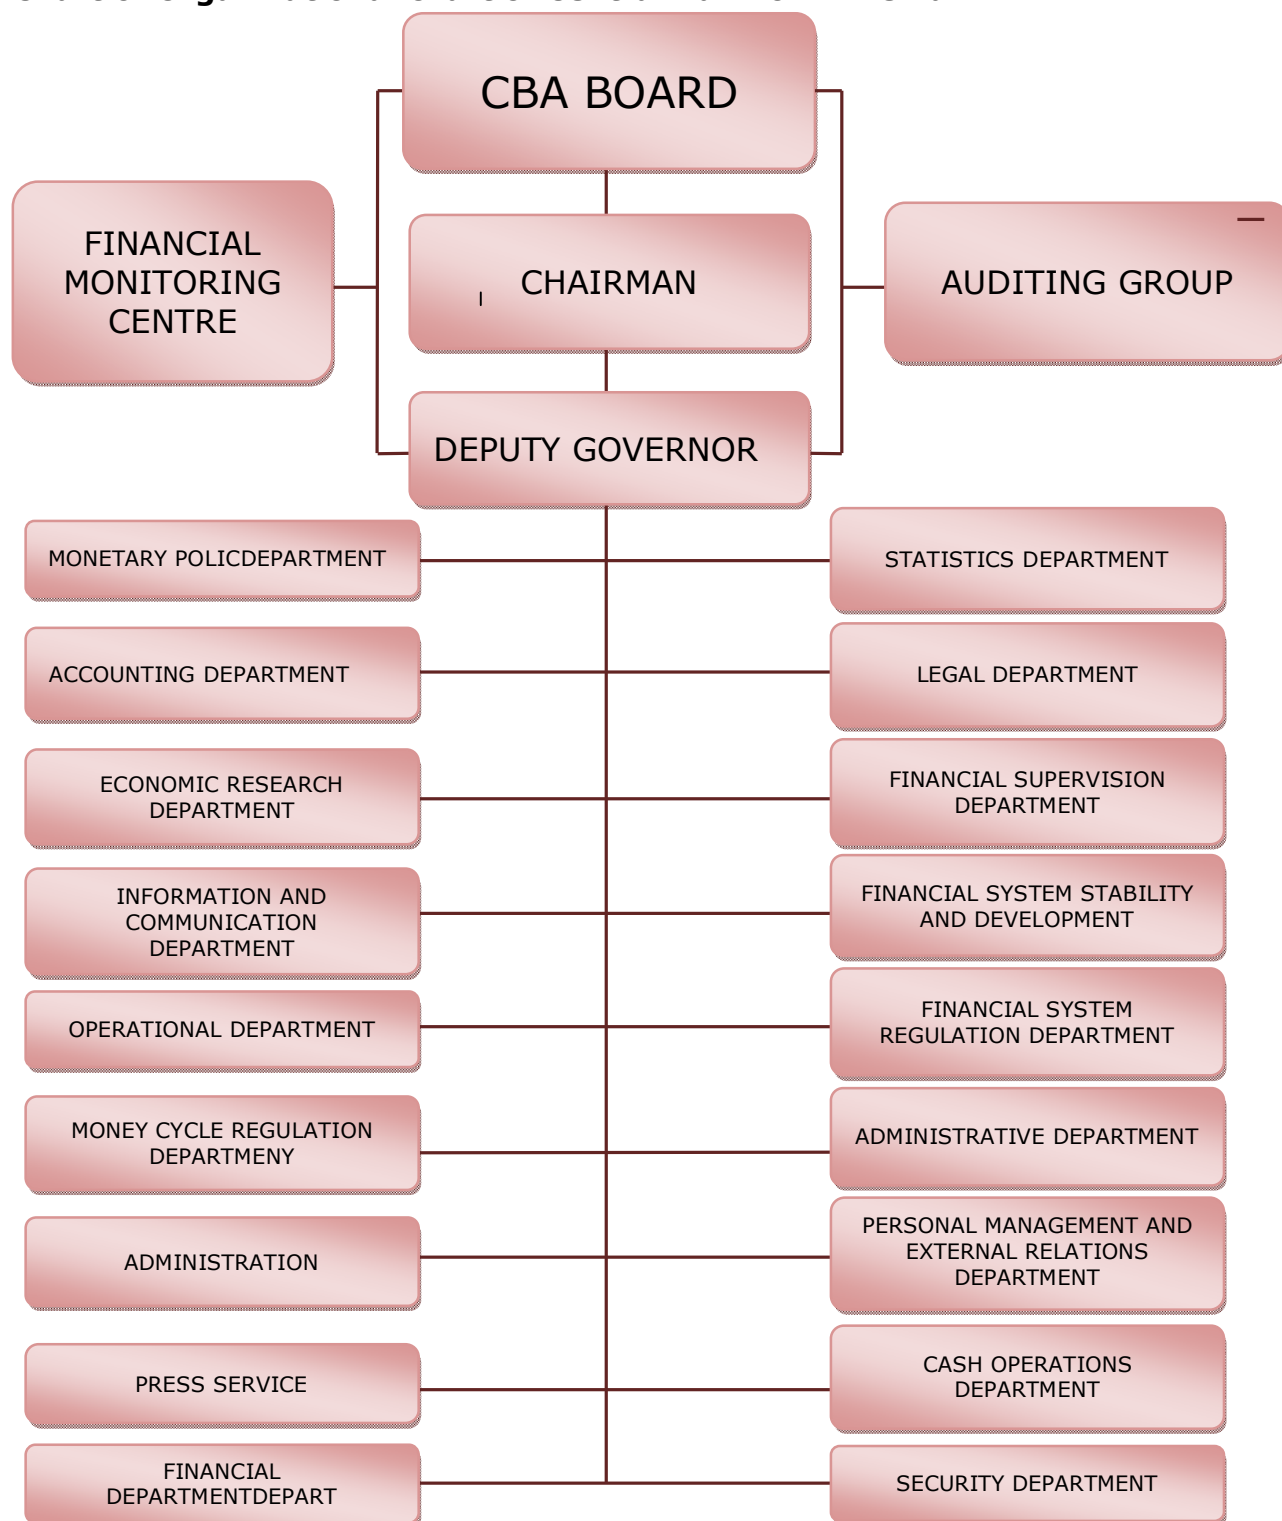 CBA BOARD
FINANCIAL
MONITORING
CENTRE
CHAIRMAN
AUDITING GROUP
DEPUTY GOVERNOR
MONETARY POLICDEPARTMENT
STATISTICS DEPARTMENT
ACCOUNTING DEPARTMENT
LEGAL DEPARTMENT
ECONOMIC RESEARCH
DEPARTMENT
FINANCIAL SUPERVISION
DEPARTMENT
INFORMATION AND
COMMUNICATION
DEPARTMENT
FINANCIAL SYSTEM STABILITY
AND DEVELOPMENT
OPERATIONAL DEPARTMENT
FINANCIAL SYSTEM
REGULATION DEPARTMENT
MONEY CYCLE REGULATION
DEPARTMENY
ADMINISTRATIVE DEPARTMENT
ADMINISTRATION
PERSONAL MANAGEMENT AND
EXTERNAL RELATIONS
DEPARTMENT
PRESS SERVICE
CASH OPERATIONS
DEPARTMENT
FINANCIAL
DEPARTMENTDEPART
SECURITY DEPARTMENT